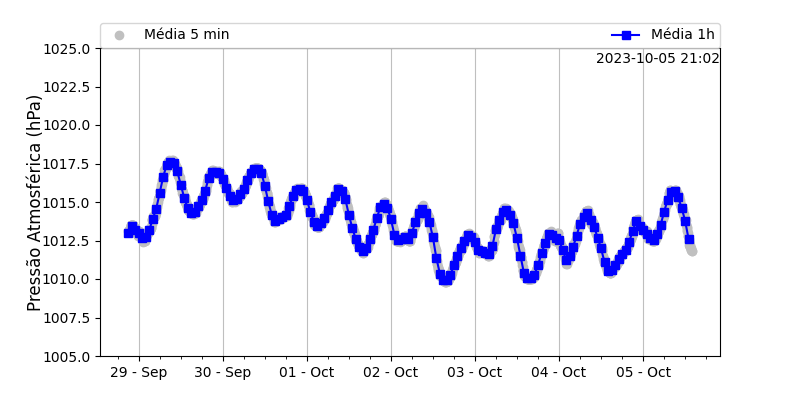 Média 5 min
Média 1h
2023-10-05 21:02
Pressão Atmosférica (hPa)
1025.0
1022.5
1020.0
1017.5
1015.0
1012.5
1010.0
1007.5
1005.0
29 - Sep
30 - Sep
01 - Oct
02 - Oct
03 - Oct
04 - Oct
05 - Oct